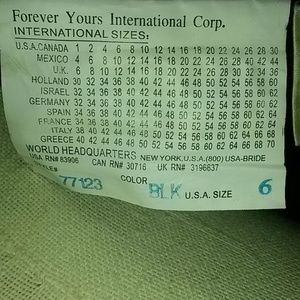 Forever Yours International Corp.
INTERNATIONAL SIZES:
U.S.A.CANADA 1 2 4 6 8 10 12 14 16 18 20 22 24 26 28 30
MEXICO 4 6 8 10 12 14 16 18 20 22 24 26 28 30
U.K. 6 8 10 12 14 16 18 20 22 24 26 28 30
HOLLAND 30 32 34 36 38 40 42 44 46 48 50 52 54 56 58 60
ISRAEL 32 34 36 38 40 42 44 46 48 50 52 54 56 58 60 62
GERMANY 32 34 36 38 40 42 44 46 48 50 52 54 56 58 60 62
SPAIN 34 36 38 40 42 44 46 48 50 52 54 56 58 60 62 64
FRANCE 34 36 38 40 42 44 46 48 50 52 54 56 58 60 62 64
ITALY 38 40 42 44 46 48 50 52 54 56 58 60 62 64 66 68
GREECE 40 42 44 46 48 50 52 54 56 58 60 62 64 66 68 70
WORLD HEADQUARTERS NEW YORK,U.S.A.(800) USA-BRIDE
USA RN# 83906 CAN RN# 30716 UK RN# 3196837
77123 COLOR BLK U.S.A. SIZE 6